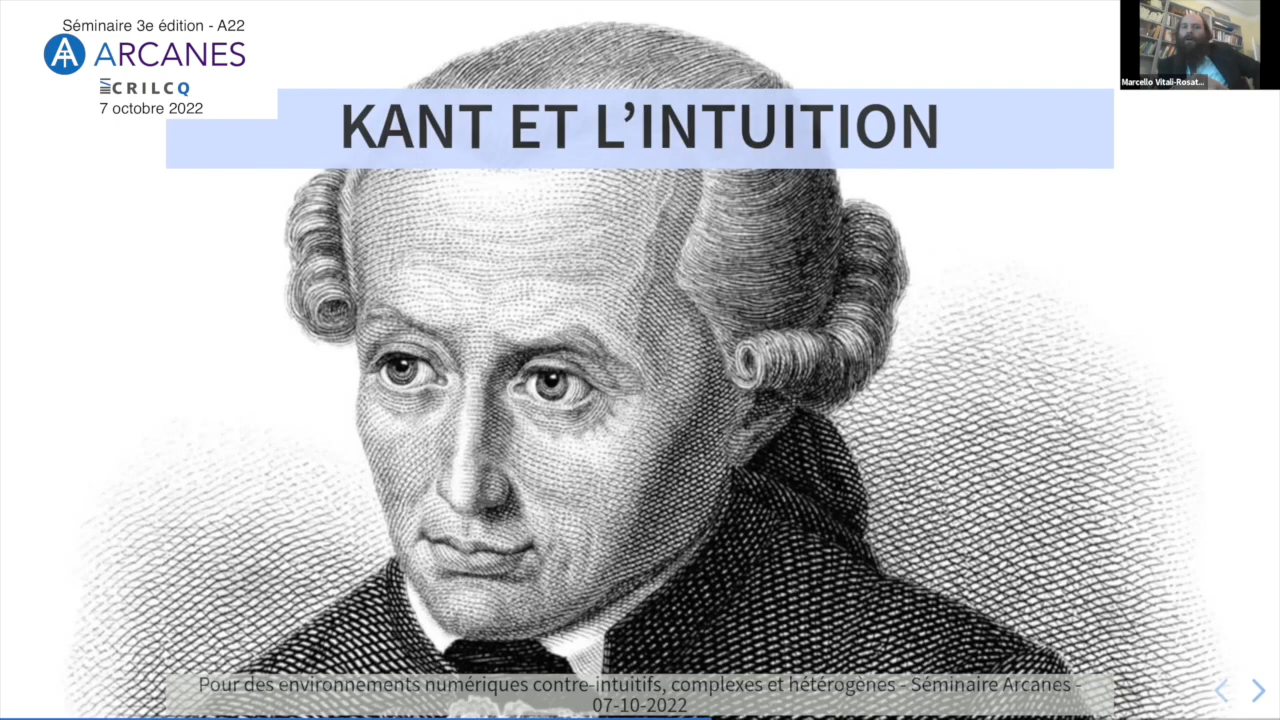 Séminaire 3e édition - A22
ARCANES
CRILCQ
7 octobre 2022
Marcello Vitali-Rosat...
KANT ET L’INTUITION
Pour des environnements numériques contre-intuitifs, complexes et hétérogènes - Séminaire Arcanes -
07-10-2022